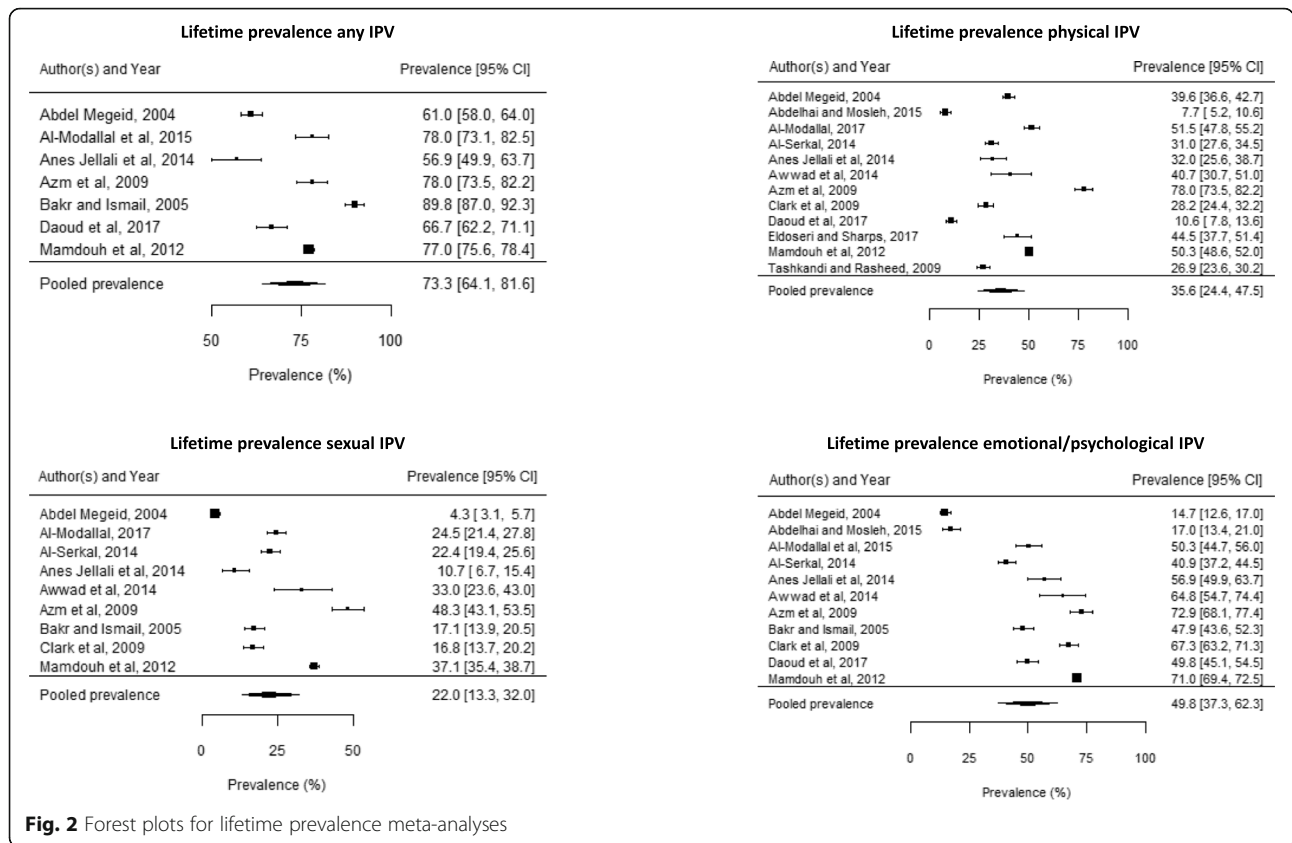 Lifetime prevalence any IPV
Author(s) and Year Prevalence [95% CI]
Abdel Megeid, 2004 61.0 [58.0, 64.0]
Al-Modallal et al, 2015 78.0 [73.1, 82.5]
Anes Jellali et al, 2014 56.9 [49.9, 63.7]
Azm et al, 2009 78.0 [73.5, 82.2]
Bakr and Ismail, 2005 89.8 [87.0, 92.3]
Daoud et al, 2017 66.7 [62.2, 71.1]
Mamdouh et al, 2012 77.0 [75.6, 78.4]
Pooled prevalence 73.3 [64.1, 81.6]
50 75 100
Prevalence (%)
Lifetime prevalence physical IPV
Author(s) and Year Prevalence [95% CI]
Abdel Megeid, 2004 39.6 [36.6, 42.7]
Abdelhai and Mosleh, 2015 7.7 [ 5.2, 10.6]
Al-Modallal, 2017 51.5 [47.8, 55.2]
Al-Serkal, 2014 31.0 [27.6, 34.5]
Anes Jellali et al, 2014 32.0 [25.6, 38.7]
Awwad et al, 2014 40.7 [30.7, 51.0]
Azm et al, 2009 78.0 [73.5, 82.2]
Clark et al, 2009 28.2 [24.4, 32.2]
Daoud et al, 2017 10.6 [ 7.8, 13.6]
Eldoseri and Sharps, 2017 44.5 [37.7, 51.4]
Mamdouh et al, 2012 50.3 [48.6, 52.0]
Tashkandi and Rasheed, 2009 26.9 [23.6, 30.2]
Pooled prevalence 35.6 [24.4, 47.5]
0 25 50 75 100
Prevalence (%)
Lifetime prevalence sexual IPV
Author(s) and Year Prevalence [95% CI]
Abdel Megeid, 2004 4.3 [ 3.1, 5.7]
Al-Modallal, 2017 24.5 [21.4, 27.8]
Al-Serkal, 2014 22.4 [19.4, 25.6]
Anes Jellali et al, 2014 10.7 [ 6.7, 15.4]
Awwad et al, 2014 33.0 [23.6, 43.0]
Azm et al, 2009 48.3 [43.1, 53.5]
Bakr and Ismail, 2005 17.1 [13.9, 20.5]
Clark et al, 2009 16.8 [13.7, 20.2]
Mamdouh et al, 2012 37.1 [35.4, 38.7]
Pooled prevalence 22.0 [13.3, 32.0]
0 25 50
Prevalence (%)
Lifetime prevalence emotional/psychological IPV
Author(s) and Year Prevalence [95% CI]
Abdel Megeid, 2004 14.7 [12.6, 17.0]
Abdelhai and Mosleh, 2015 17.0 [13.4, 21.0]
Al-Modallal et al, 2015 50.3 [44.7, 56.0]
Al-Serkal, 2014 40.9 [37.2, 44.5]
Anes Jellali et al, 2014 56.9 [49.9, 63.7]
Awwad et al, 2014 64.8 [54.7, 74.4]
Azm et al, 2009 72.9 [68.1, 77.4]
Bakr and Ismail, 2005 47.9 [43.6, 52.3]
Clark et al, 2009 67.3 [63.2, 71.3]
Daoud et al, 2017 49.8 [45.1, 54.5]
Mamdouh et al, 2012 71.0 [69.4, 72.5]
Pooled prevalence 49.8 [37.3, 62.3]
0 25 50 75 100
Prevalence (%)
Fig. 2 Forest plots for lifetime prevalence meta-analyses